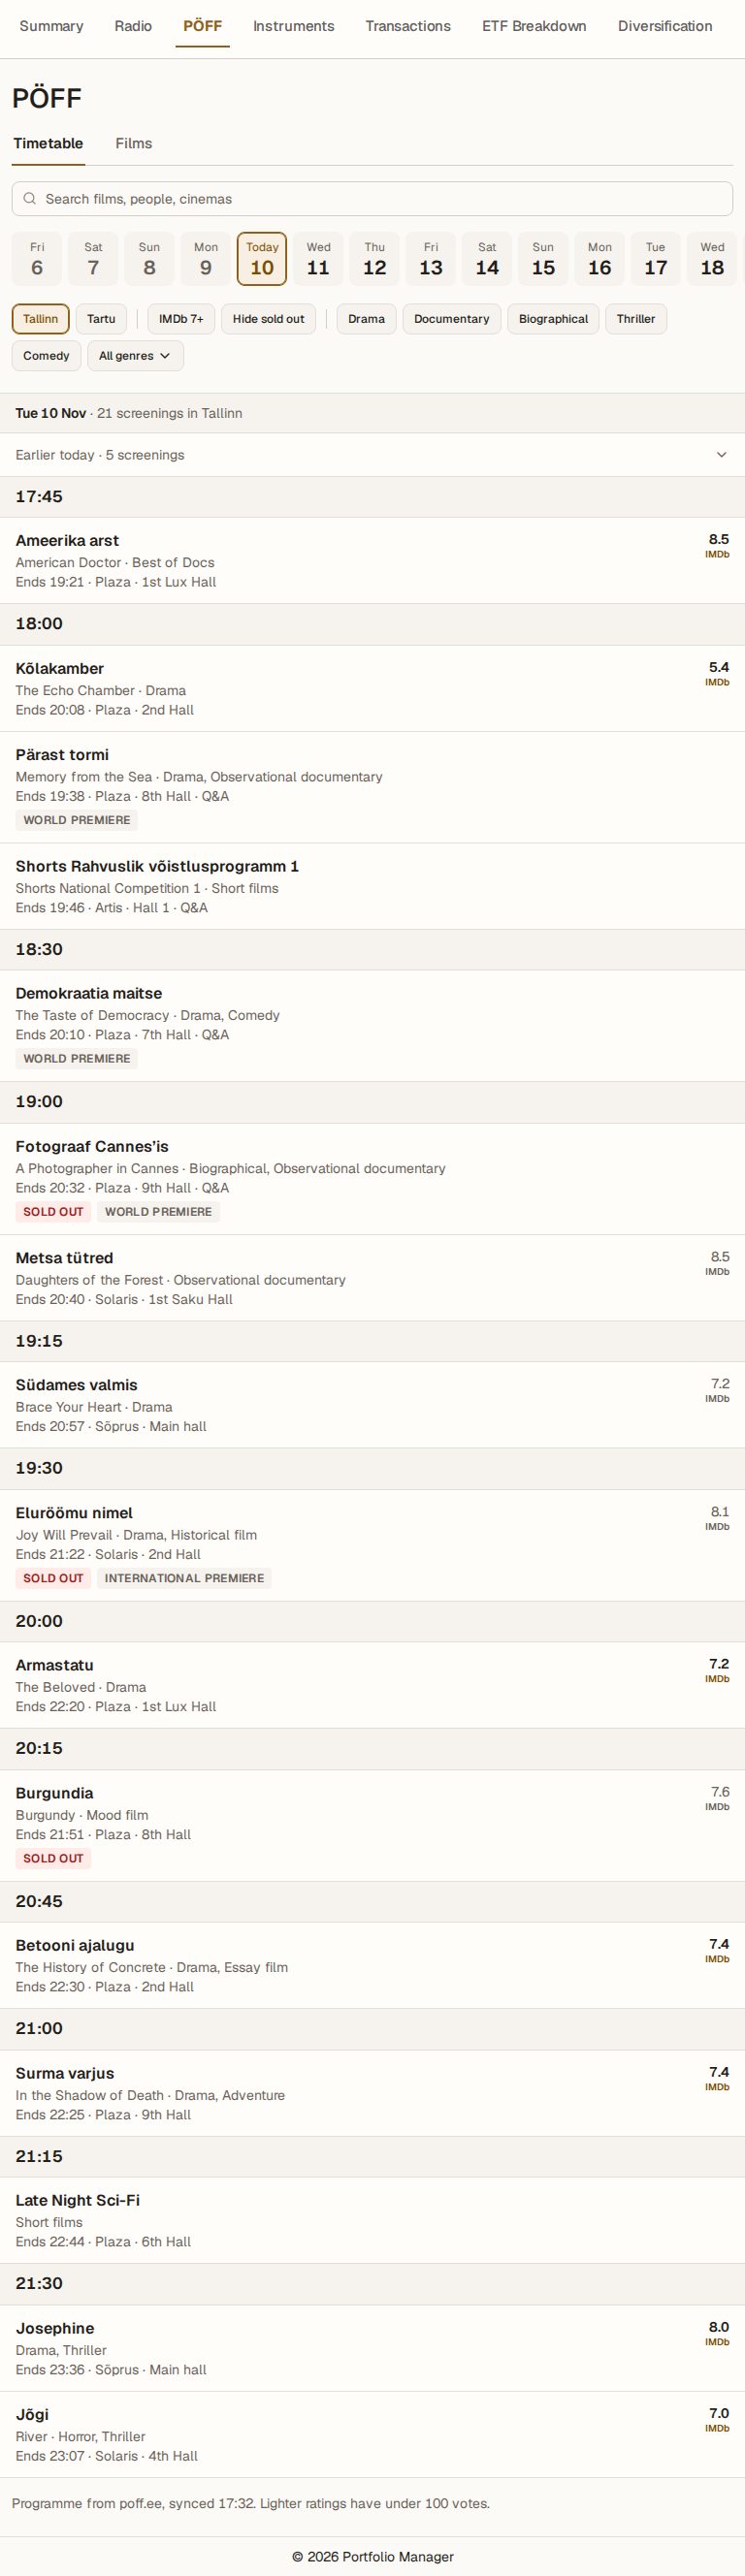 Summary Radio PÖFF Instruments Transactions ETF Breakdown Diversification
PÖFF
Timetable Films
Search films, people, cinemas
Fri Sat Sun Mon Today Wed Thu Fri Sat Sun Mon Tue Wed
6 7 8 9 10 11 12 13 14 15 16 17 18
Tallinn Tartu IMDb 7+ Hide sold out Drama Documentary Biographical Thriller
Comedy All genres
Tue 10 Nov · 21 screenings in Tallinn
Earlier today · 5 screenings
17:45
Ameerika arst 8.5
American Doctor · Best of Docs IMDb
Ends 19:21 · Plaza · 1st Lux Hall
18:00
Kõlakamber 5.4
The Echo Chamber · Drama IMDb
Ends 20:08 · Plaza · 2nd Hall
Pärast tormi
Memory from the Sea · Drama, Observational documentary
Ends 19:38 · Plaza · 8th Hall · Q&A
WORLD PREMIERE
Shorts Rahvuslik võistlusprogramm 1
Shorts National Competition 1 · Short films
Ends 19:46 · Artis · Hall 1 · Q&A
18:30
Demokraatia maitse
The Taste of Democracy · Drama, Comedy
Ends 20:10 · Plaza · 7th Hall · Q&A
WORLD PREMIERE
19:00
Fotograaf Cannes’is
A Photographer in Cannes · Biographical, Observational documentary
Ends 20:32 · Plaza · 9th Hall · Q&A
SOLD OUT WORLD PREMIERE
Metsa tütred 8.5
Daughters of the Forest · Observational documentary IMDb
Ends 20:40 · Solaris · 1st Saku Hall
19:15
Südames valmis 7.2
Brace Your Heart · Drama IMDb
Ends 20:57 · Sõprus · Main hall
19:30
Eluröömu nimel 8.1
Joy Will Prevail · Drama, Historical film IMDb
Ends 21:22 · Solaris · 2nd Hall
SOLD OUT INTERNATIONAL PREMIERE
20:00
Armastatu 7.2
The Beloved · Drama IMDb
Ends 22:20 · Plaza · 1st Lux Hall
20:15
Burgundia 7.6
Burgundy · Mood film IMDb
Ends 21:51 · Plaza · 8th Hall
SOLD OUT
20:45
Betooni ajalugu 7.4
The History of Concrete · Drama, Essay film IMDb
Ends 22:30 · Plaza · 2nd Hall
21:00
Surma varjus 7.4
In the Shadow of Death · Drama, Adventure IMDb
Ends 22:25 · Plaza · 9th Hall
21:15
Late Night Sci-Fi
Short films
Ends 22:44 · Plaza · 6th Hall
21:30
Josephine 8.0
Drama, Thriller IMDb
Ends 23:36 · Sõprus · Main hall
Jõgi 7.0
River · Horror, Thriller IMDb
Ends 23:07 · Solaris · 4th Hall
Programme from poff.ee, synced 17:32. Lighter ratings have under 100 votes.
© 2026 Portfolio Manager